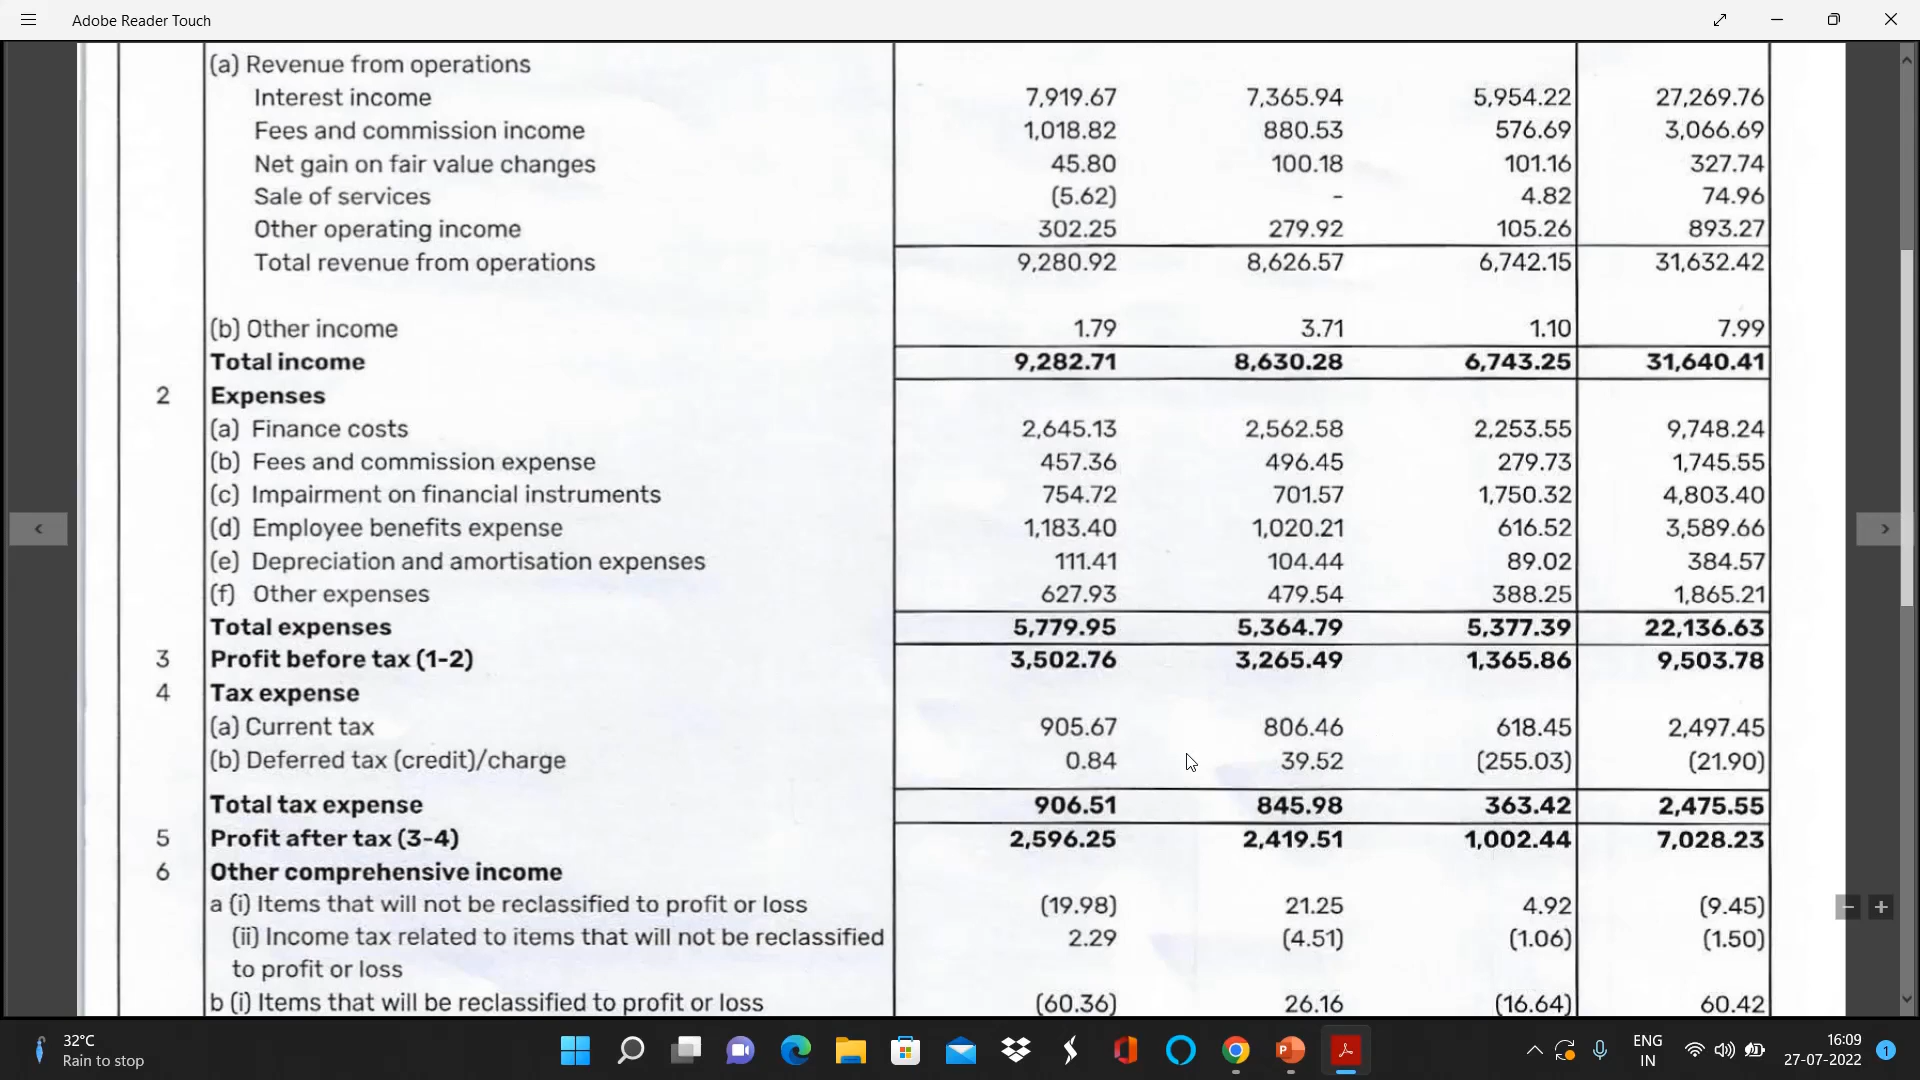 Adobe Reader Touch
(a) Revenue from operations
Interest income 7,919.67 7,365.94 5,954.22 27,269.76
Fees and commission income 1,018.82 880.53 576.69 3,066.69
Net gain on fair value changes 45.80 100.18 101.16 327.74
Sale of services (5.62) - 4.82 74.96
Other operating income 302.25 279.92 105.26 893.27
Total revenue from operations 9,280.92 8,626.57 6,742.15 31,632.42
(b) Other income 1.79 3.71 1.10 7.99
Total income 9,282.71 8,630.28 6,743.25 31,640.41
2 Expenses
(a) Finance costs 2,645.13 2,562.58 2,253.55 9,748.24
(b) Fees and commission expense 457.36 496.45 279.73 1,745.55
(c) Impairment on financial instruments 754.72 701.57 1,750.32 4,803.40
(d) Employee benefits expense 1,183.40 1,020.21 616.52 3,589.66
(e) Depreciation and amortisation expenses 111.41 104.44 89.02 384.57
(f) Other expenses 627.93 479.54 388.25 1,865.21
Total expenses 5,779.95 5,364.79 5,377.39 22,136.63
3 Profit before tax (1-2) 3,502.76 3,265.49 1,365.86 9,503.78
4 Tax expense
(a) Current tax 905.67 806.46 618.45 2,497.45
(b) Deferred tax (credit)/charge 0.84 39.52 (255.03) (21.90)
Total tax expense 906.51 845.98 363.42 2,475.55
5 Profit after tax (3-4) 2,596.25 2,419.51 1,002.44 7,028.23
6 Other comprehensive income
a (i) Items that will not be reclassified to profit or loss (19.98) 21.25 4.92 (9.45)
(ii) Income tax related to items that will not be reclassified 2.29 (4.51) (1.06) (1.50)
to profit or loss
b (i) Items that will be reclassified to profit or loss (60.36) 26.16 (16.64) 60.42
32°C
Rain to stop
ENG
IN
16:09
27-07-2022
1